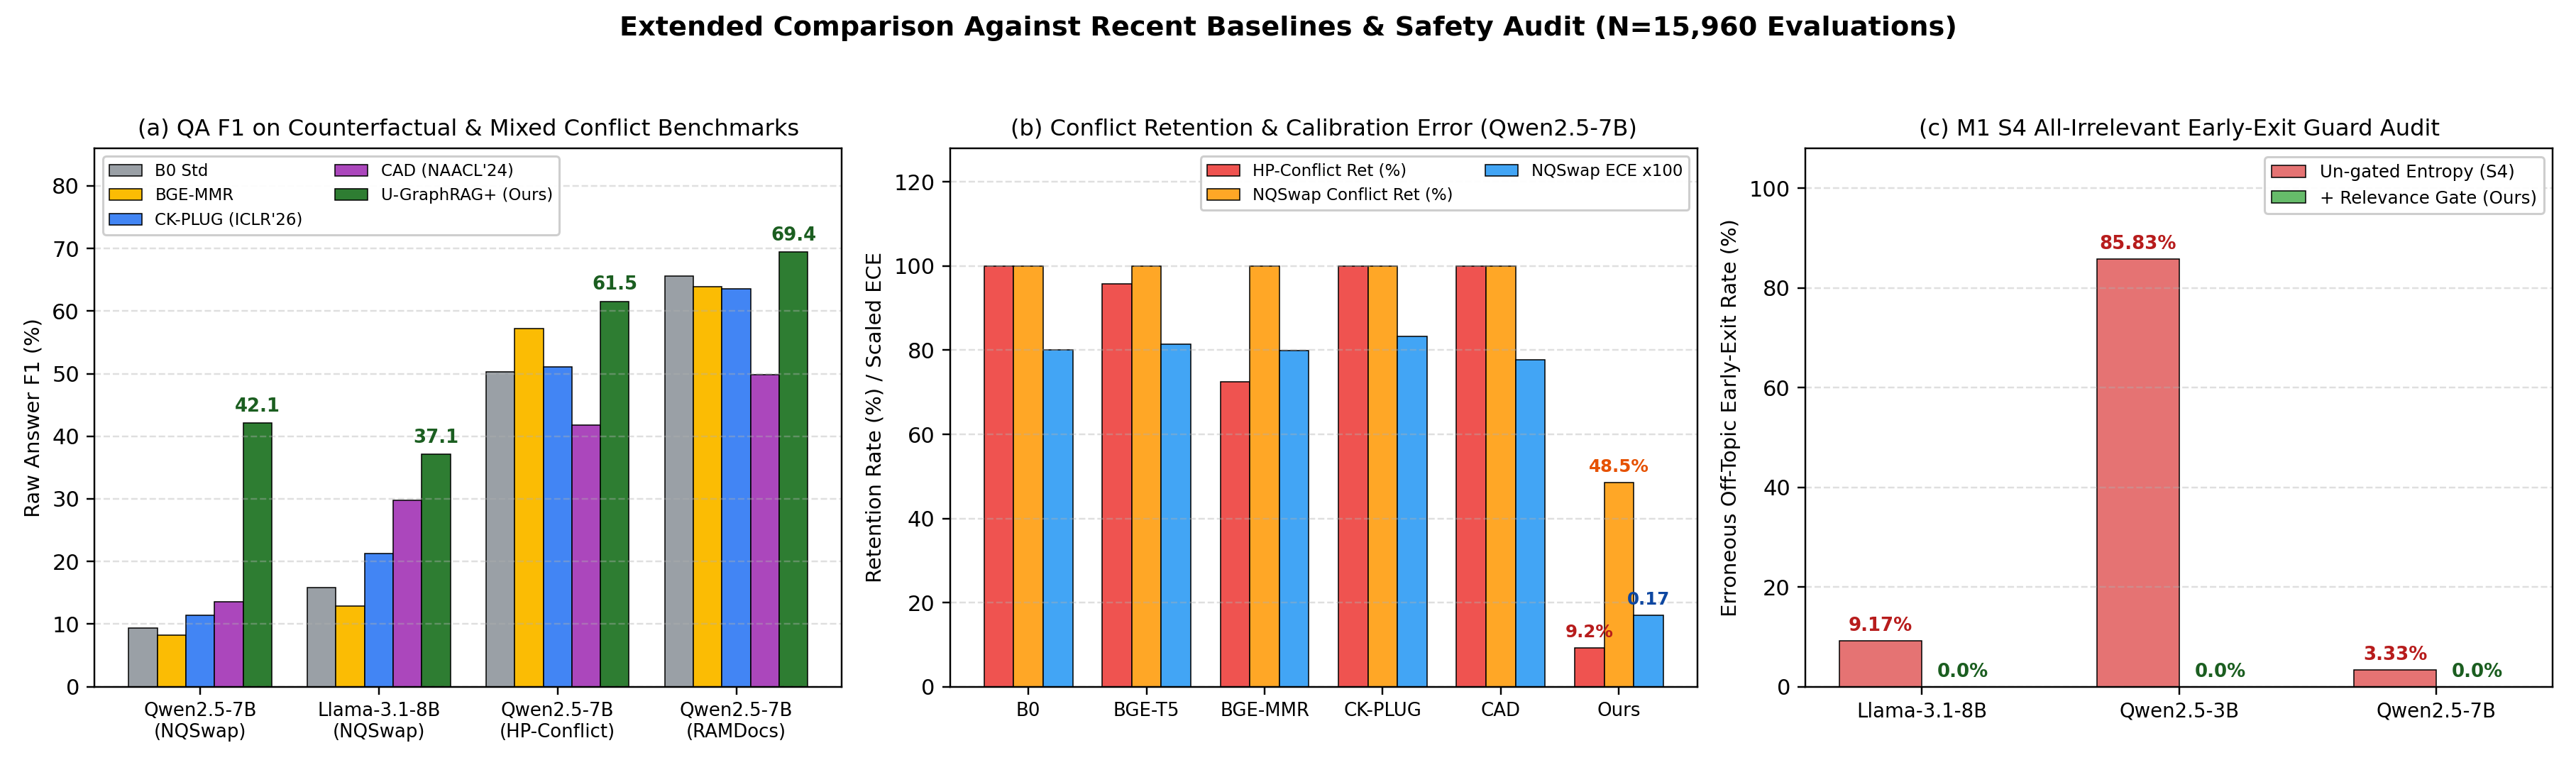 Extended Comparison Against Recent Baselines & Safety Audit (N=15,960 Evaluations)
(a) QA F1 on Counterfactual & Mixed Conflict Benchmarks
B0 Std
BGE-MMR
CK-PLUG (ICLR'26)
CAD (NAACL'24)
U-GraphRAG+ (Ours)
Raw Answer F1 (%)
80
70
60
50
40
30
20
10
0
42.1
37.1
61.5
69.4
Qwen2.5-7B
(NQSwap)
Llama-3.1-8B
(NQSwap)
Qwen2.5-7B
(HP-Conflict)
Qwen2.5-7B
(RAMDocs)
(b) Conflict Retention & Calibration Error (Qwen2.5-7B)
HP-Conflict Ret (%)
NQSwap Conflict Ret (%)
NQSwap ECE x100
Retention Rate (%) / Scaled ECE
120
100
80
60
40
20
0
9.2%
48.5%
0.17
B0
BGE-T5
BGE-MMR
CK-PLUG
CAD
Ours
(c) M1 S4 All-Irrelevant Early-Exit Guard Audit
Un-gated Entropy (S4)
+ Relevance Gate (Ours)
Erroneous Off-Topic Early-Exit Rate (%)
100
80
60
40
20
0
9.17%
0.0%
85.83%
0.0%
3.33%
0.0%
Llama-3.1-8B
Qwen2.5-3B
Qwen2.5-7B